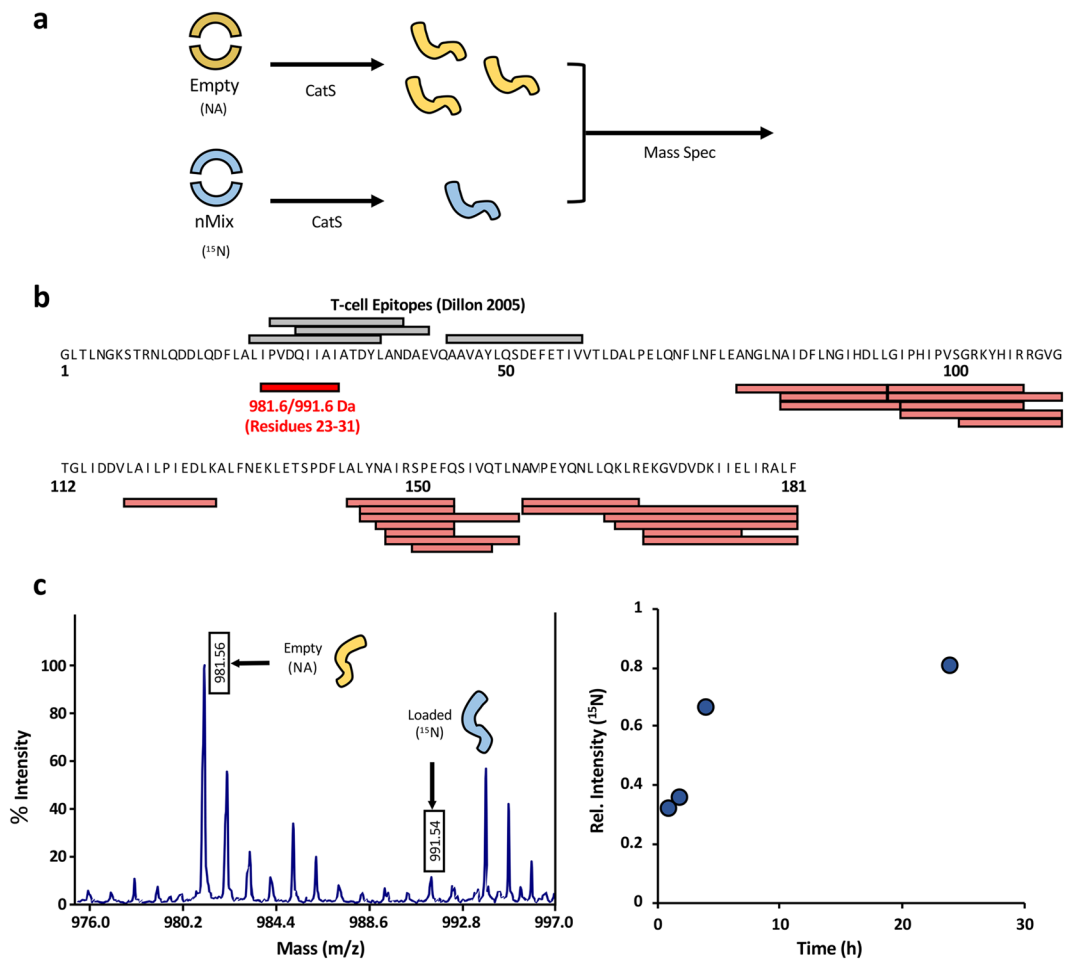 a
Empty
(NA)
CatS
nMix
(15N)
CatS
Mass Spec
b
T-cell Epitopes (Dillon 2005)
GLTLNGKSTRNLQDDLQDFLALIPVDQIIAIATDYLANDAEVQAAVAYLQSDEFETIVVTLDALPELQNFLNFLEANGLNAIDFLNGIHDLLGIPHIPVSGRKYHIRRGVG
1 50 100
981.6/991.6 Da
(Residues 23-31)
TGLIDDVLAILPIEDLKALFNEKLETSPDFLALYNAIRSPEFQSIVQTLNAMPEYQNLLQKLREKGVDVDKIIELIRALF
112 150 181
c
% Intensity
100
80
60
40
20
0
976.0 980.2 984.4 988.6 992.8 997.0
Mass (m/z)
981.56
Empty
(NA)
Loaded
(15N)
991.54
Rel. Intensity (15N)
1
0.8
0.6
0.4
0.2
0
0 10 20 30
Time (h)